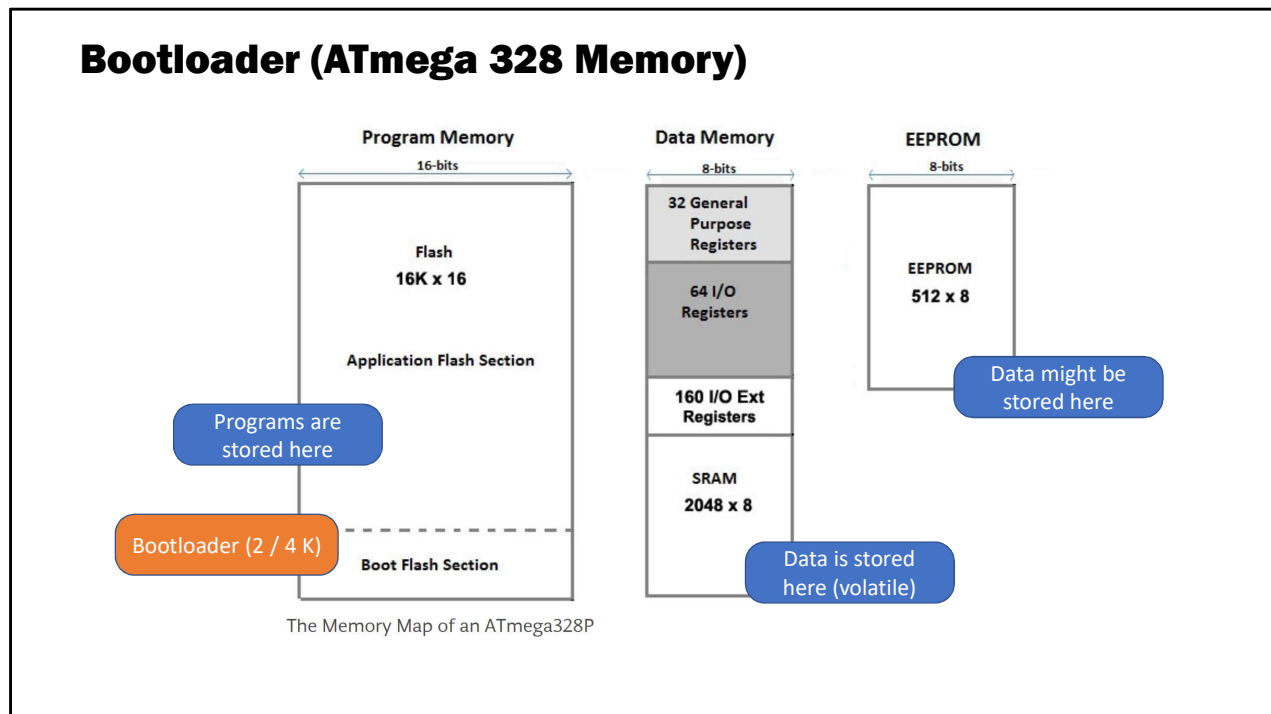 Bootloader (ATmega 328 Memory)
Program Memory
16-bits
Flash
16K x 16
Application Flash Section
Programs are
stored here
Bootloader (2 / 4 K)
Boot Flash Section
The Memory Map of an ATmega328P
Data Memory
8-bits
32 General
Purpose
Registers
64 I/O
Registers
160 I/O Ext
Registers
SRAM
2048 x 8
Data is stored
here (volatile)
EEPROM
8-bits
EEPROM
512 x 8
Data might be
stored here